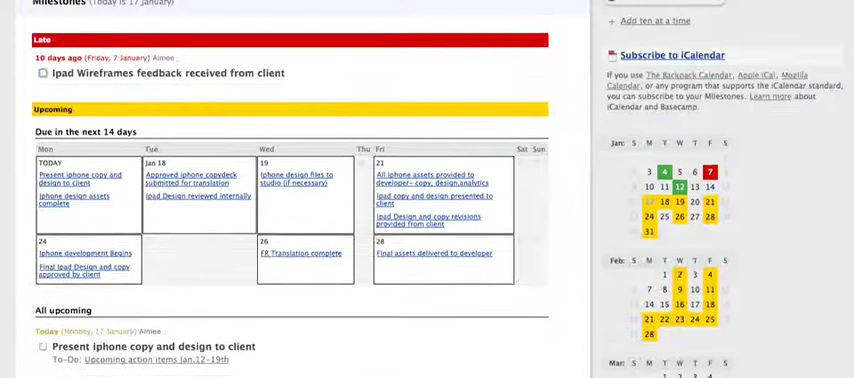 Milestones (Today is 17 January)
Late
10 days ago (Friday, 7 January) Aimee
Ipad Wireframes feedback received from client
Upcoming
Due in the next 14 days
Mon Tue Wed Thu Fri Sat Sun
TODAY
Present iphone copy and
design to client
Iphone design assets
complete
Jan 18
Approved iphone copydeck
submitted for translation
Ipad Design reviewed internally
19
Iphone design files to
studio (if necessary)
21
All iphone assets provided to
developer- copy, design,analytics
Ipad copy and design presented to
client
Ipad Design and copy revisions
provided from client
24
Iphone development Begins
Final Ipad Design and copy
approved by client
26
FR Translation complete
28
Final assets delivered to developer
All upcoming
Today (Monday, 17 January) Aimee
Present iphone copy and design to client
To-Do: Upcoming action items Jan.12-19th
+ Add ten at a time
Subscribe to iCalendar
If you use The Backpack Calendar, Apple iCal, Mozilla
Calendar, or any program that supports the iCalendar standard,
you can subscribe to your Milestones. Learn more about
iCalendar and Basecamp.
Jan: S M T W T F S
3 4 5 6 7
10 11 12 13 14
17 18 19 20 21
24 25 26 27 28
31
Feb: S M T W T F S
1 2 3 4
7 8 9 10 11
14 15 16 17 18
21 22 23 24 25
28
Mar: S M T W T F S
1 2 3 4